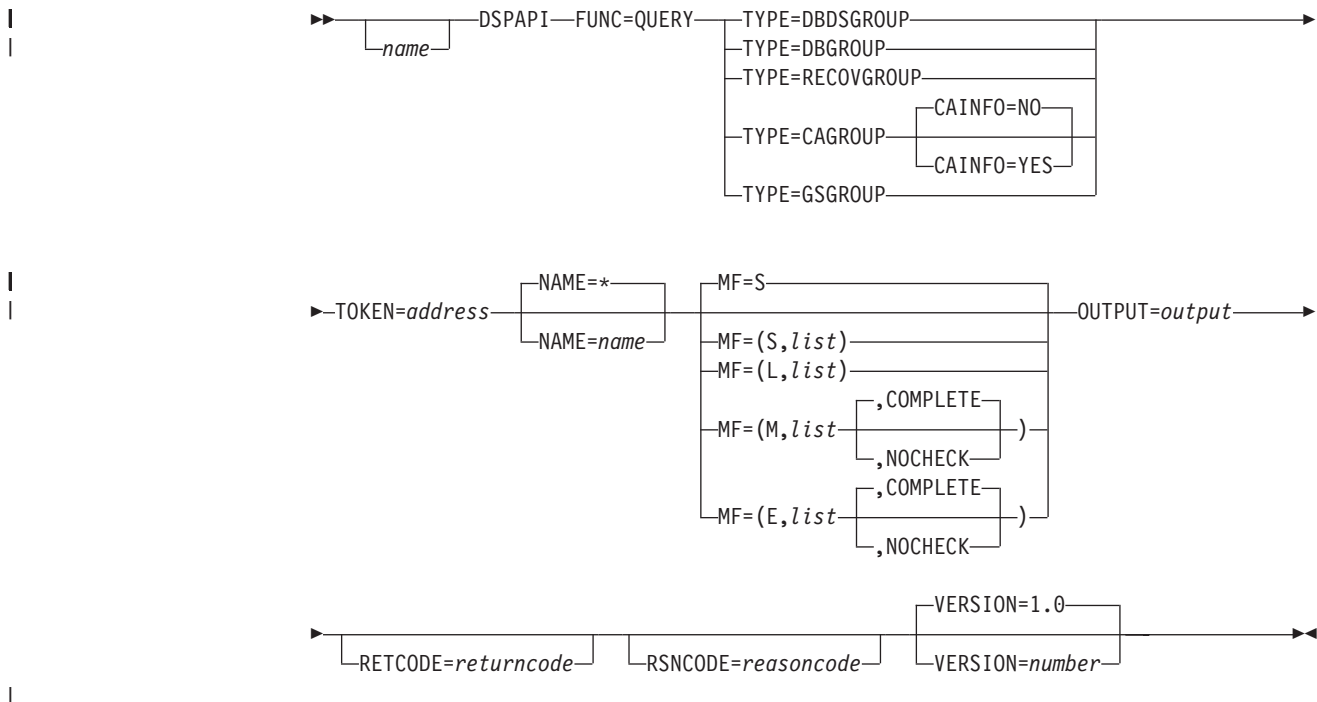 DSPAPI FUNC=QUERY TYPE=DBDSGROUP
name TYPE=DBGROUP
TYPE=RECOVGROUP
CAINFO=NO
TYPE=CAGROUP
CAINFO=YES
TYPE=GSGROUP
NAME=* MF=S
TOKEN=address OUTPUT=output
NAME=name MF=(S,list)
MF=(L,list)
,COMPLETE
MF=(M,list )
,NOCHECK
,COMPLETE
MF=(E,list )
,NOCHECK
VERSION=1.0
RETCODE=returncode RSNCODE=reasoncode VERSION=number